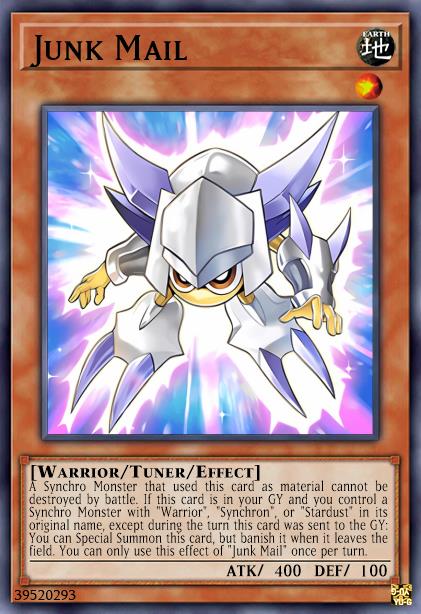 JUNK MAIL
EARTH
地
[WARRIOR/TUNER/EFFECT]
A Synchro Monster that used this card as material cannot be
destroyed by battle. If this card is in your GY and you control a
Synchro Monster with "Warrior", "Synchron", or "Stardust" in its
original name, except during the turn this card was sent to the GY:
You can Special Summon this card, but banish it when it leaves the
field. You can only use this effect of "Junk Mail" once per turn.
ATK/ 400 DEF/ 100
39520293